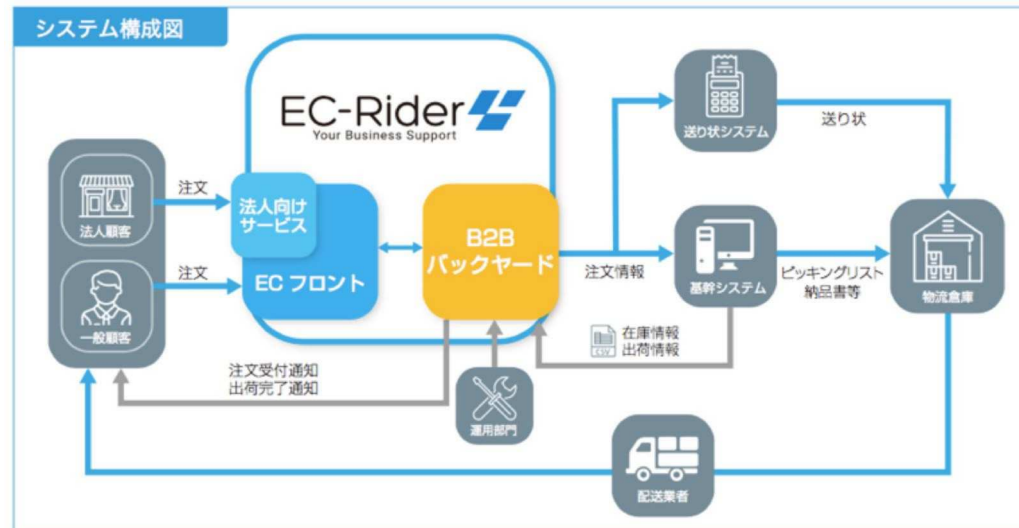 システム構成図
EC-Rider
Your Business Support
法人顧客
一般顧客
注文
注文
法人向け
サービス
EC フロント
B2B
バックヤード
注文情報
送り状システム
送り状
基幹システム
ピッキングリスト
納品書等
物流倉庫
CSV
在庫情報
出荷情報
注文受付通知
出荷完了通知
運用部門
配送業者